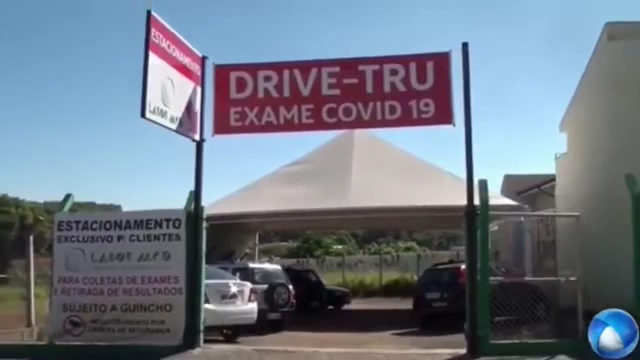 ESTACIONAMENTO
DRIVE-TRU
EXAME COVID 19
ESTACIONAMENTO
EXCLUSIVO P/ CLIENTES
PARA COLETAS DE EXAMES
E RETIRADA DE RESULTADOS
SUJEITO A GUINCHO